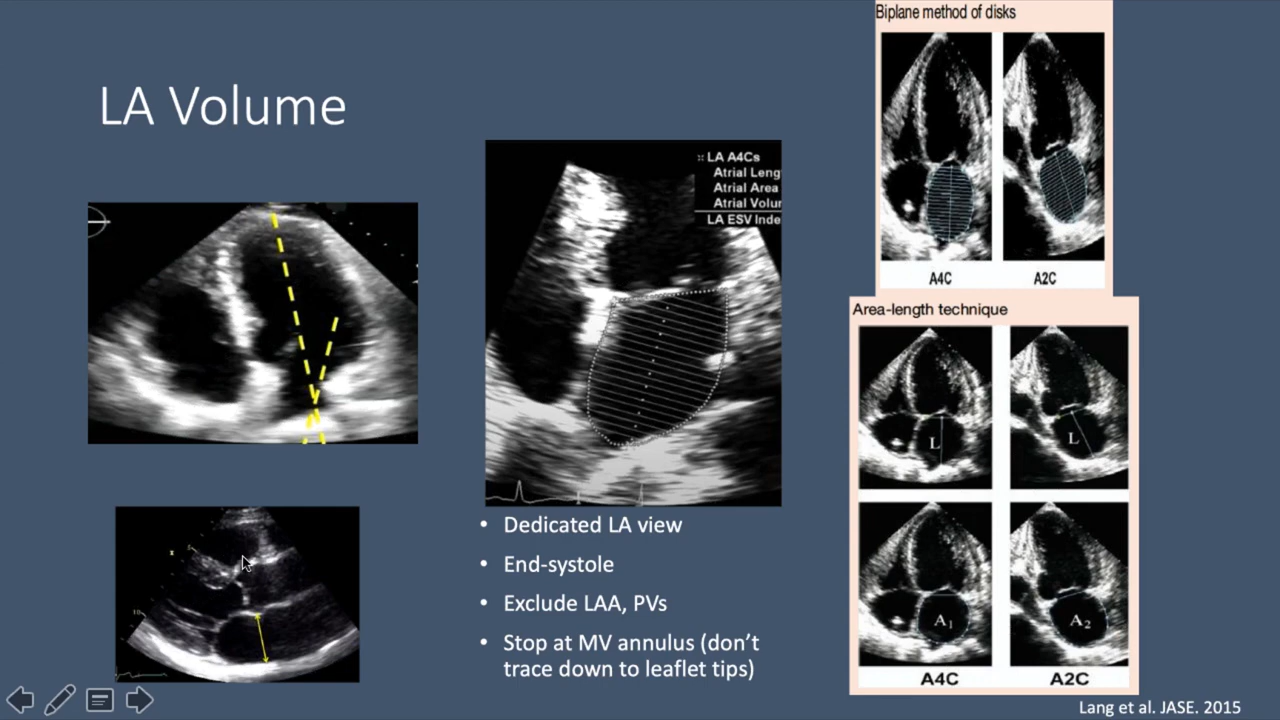 LA Volume
LA A4Cs
Atrial Leng
Atrial Area
Atrial Volur
LA ESV Inde
• Dedicated LA view
• End-systole
• Exclude LAA, PVs
• Stop at MV annulus (don’t
trace down to leaflet tips)
Biplane method of disks
A4C A2C
Area-length technique
L L
A1 A2
A4C A2C
Lang et al. JASE. 2015